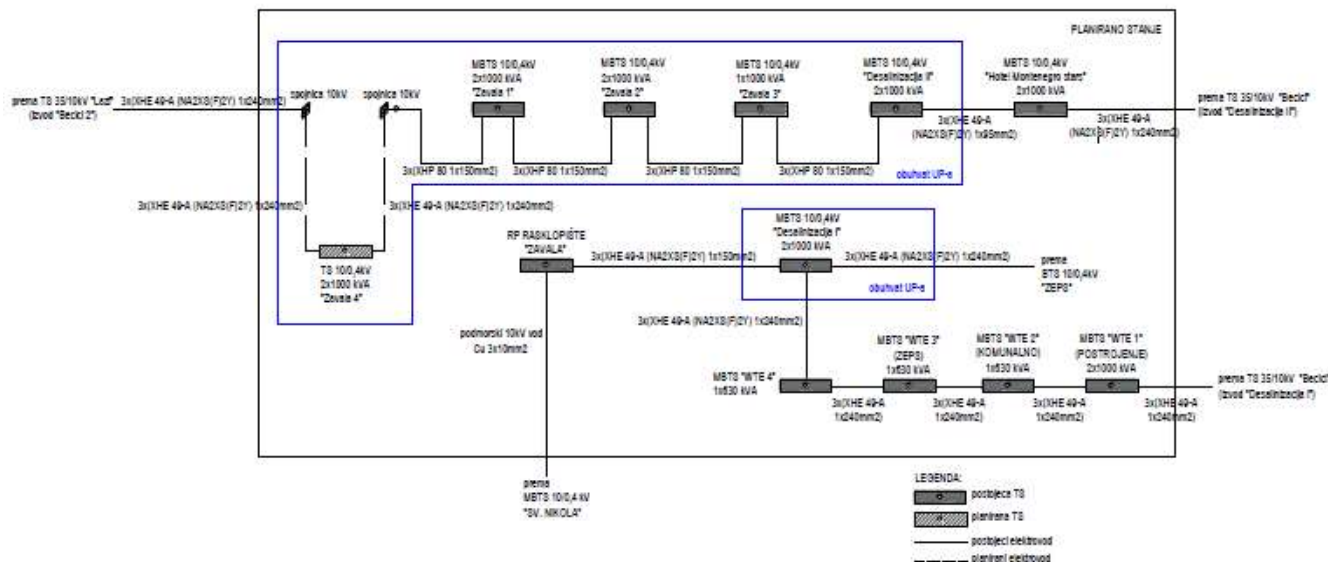 PLANIRANO STANJE
prema TS 35/10kV "Lazi"
(Izvod "Becici 2")
3x(XHE 49-A (NA2XS(F)2Y) 1x240mm2)
spojnica 10kV
spojnica 10kV
MBTS 10/0,4kV
2x1000 kVA
"Zavala 1"
MBTS 10/0,4kV
2x1000 kVA
"Zavala 2"
MBTS 10/0,4kV
1x1000 kVA
"Zavala 3"
MBTS 10/0,4kV
"Desalinizacija II"
2x1000 kVA
MBTS 10/0,4kV
"Hotel Montenegro stars"
2x1000 kVA
prema TS 35/10kV "Becici"
(Izvod "Desalinizacija II")
3x(XHE 49-A
(NA2XS(F)2Y) 1x95mm2)
3x(XHE 49-A
(NA2XS(F)2Y) 1x240mm2)
3x(XHP 80 1x150mm2)
3x(XHP 80 1x150mm2)
3x(XHP 80 1x150mm2)
3x(XHP 80 1x150mm2)
obuhvat UP-a
3x(XHE 49-A (NA2XS(F)2Y) 1x240mm2)
3x(XHE 49-A (NA2XS(F)2Y) 1x240mm2)
TS 10/0,4kV
2x1000 kVA
"Zavala 4"
RP RASKLOPIŠTE
"ZAVALA"
3x(XHE 49-A (NA2XS(F)2Y) 1x150mm2)
MBTS 10/0,4kV
"Desalinizacija I"
2x1000 kVA
3x(XHE 49-A (NA2XS(F)2Y) 1x240mm2)
obuhvat UP-a
prema
BTS 10/0,4kV
"ZEPS"
podmorski 10kV vod
Cu 3x10mm2
3x(XHE 49-A (NA2XS(F)2Y) 1x240mm2)
MBTS "WTE 4"
1x630 kVA
MBTS "WTE 3"
(ZEPS)
1x630 kVA
MBTS "WTE 2"
(KOMUNALNO)
1x630 kVA
MBTS "WTE 1"
(POSTROJENJE)
2x1000 kVA
prema TS 35/10kV "Becici"
(Izvod "Desalinizacija I")
3x(XHE 49-A
1x240mm2)
3x(XHE 49-A
1x240mm2)
3x(XHE 49-A
1x240mm2)
3x(XHE 49-A
1x240mm2)
prema
MBTS 10/0,4 kV
"SV. NIKOLA"
LEGENDA:
postojeca TS
planirana TS
postojeci elektrovod
planirani elektrovod